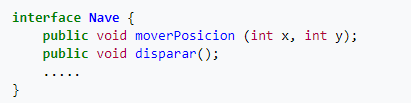 interface Nave {
    public void moverPosicion (int x, int y);
    public void disparar();
    .....
}